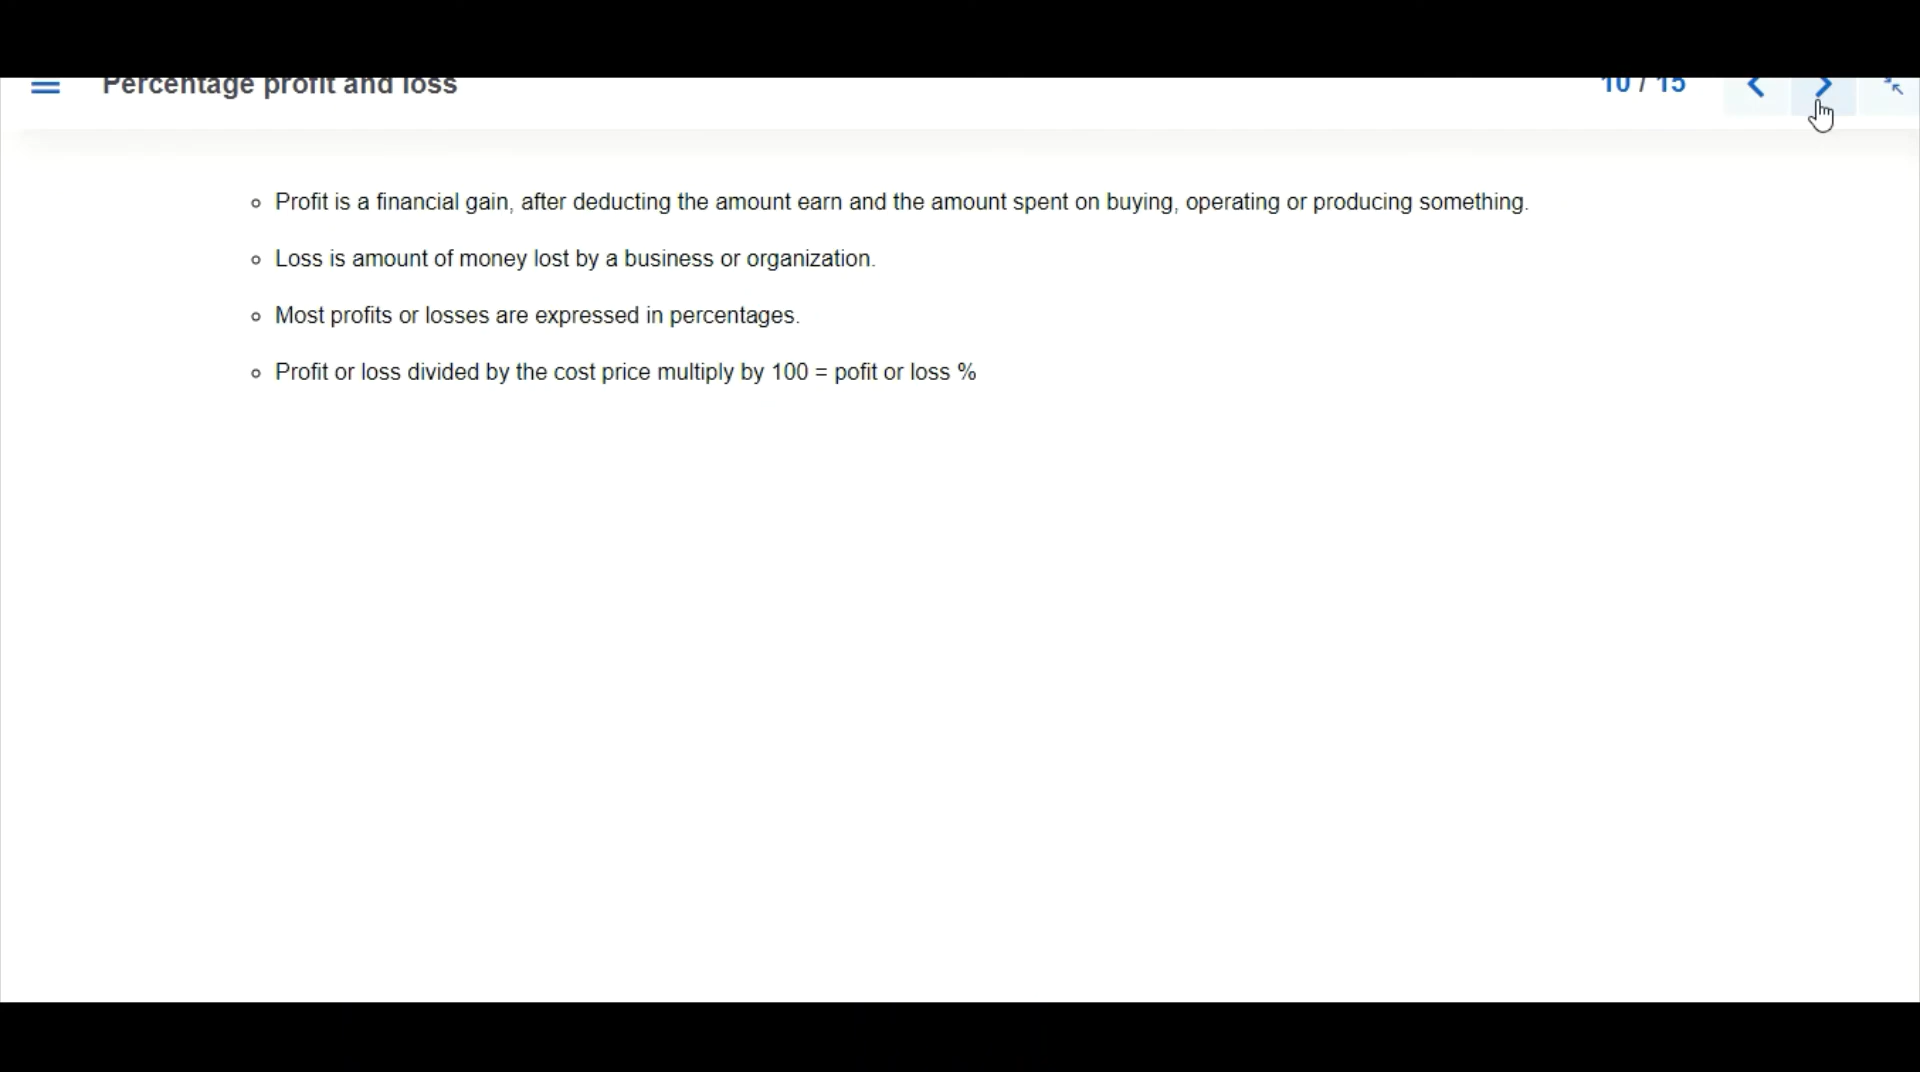 Percentage profit and loss
10 / 15
Profit is a financial gain, after deducting the amount earn and the amount spent on buying, operating or producing something.
Loss is amount of money lost by a business or organization.
Most profits or losses are expressed in percentages.
Profit or loss divided by the cost price multiply by 100 = pofit or loss %